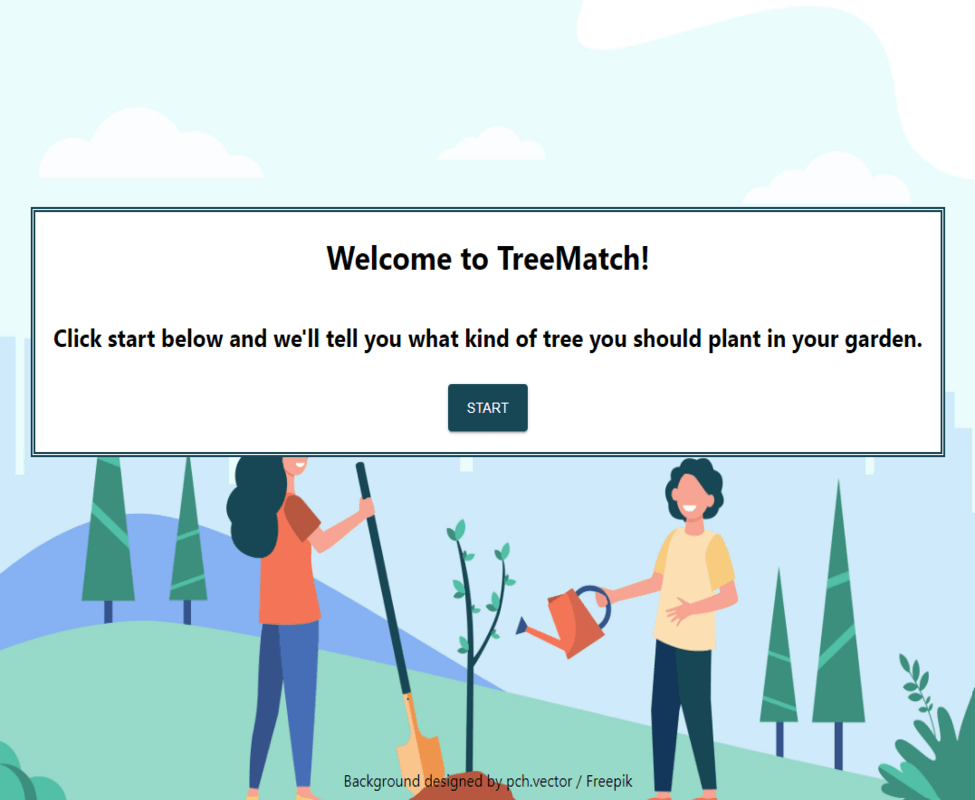 Welcome to TreeMatch!
Click start below and we'll tell you what kind of tree you should plant in your garden.
START
Background designed by pch.vector / Freepik